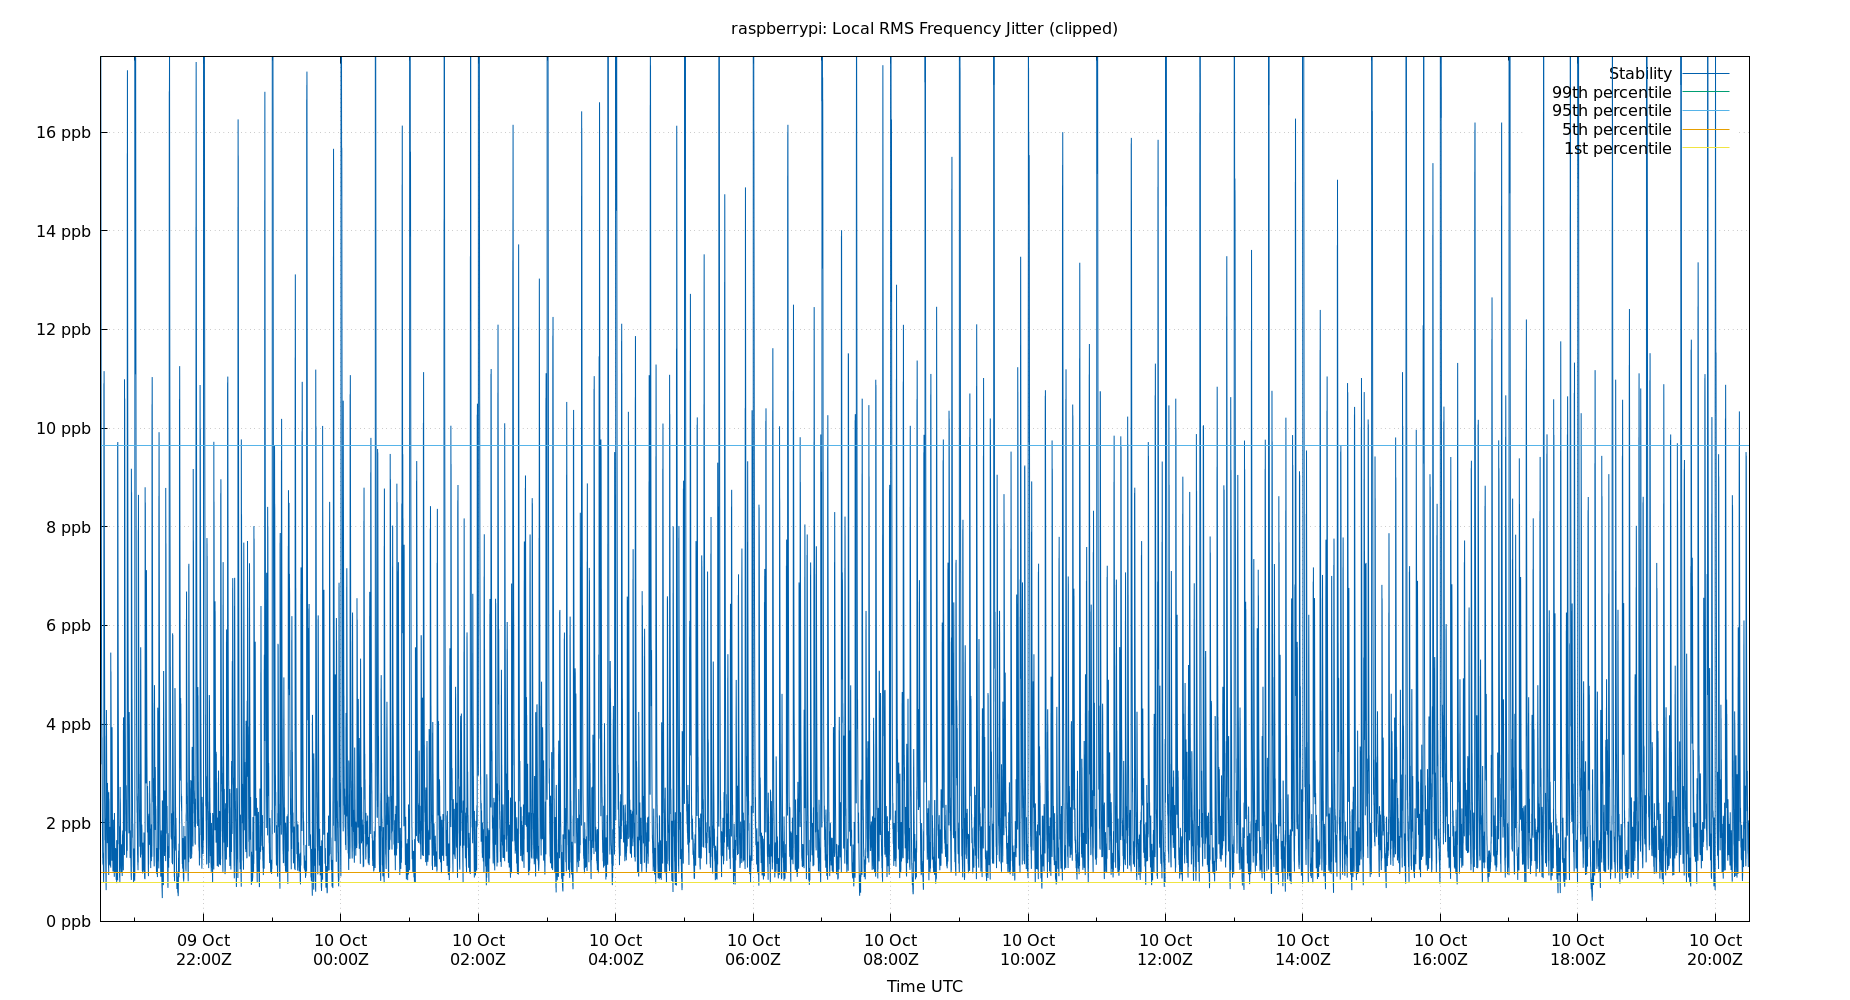 raspberrypi: Local RMS Frequency Jitter (clipped)
Stability
99th percentile
95th percentile
5th percentile
1st percentile
16 ppb
14 ppb
12 ppb
10 ppb
8 ppb
6 ppb
4 ppb
2 ppb
0 ppb
09 Oct 10 Oct 10 Oct 10 Oct 10 Oct 10 Oct 10 Oct 10 Oct 10 Oct 10 Oct 10 Oct 10 Oct
22:00Z 00:00Z 02:00Z 04:00Z 06:00Z 08:00Z 10:00Z 12:00Z 14:00Z 16:00Z 18:00Z 20:00Z
Time UTC